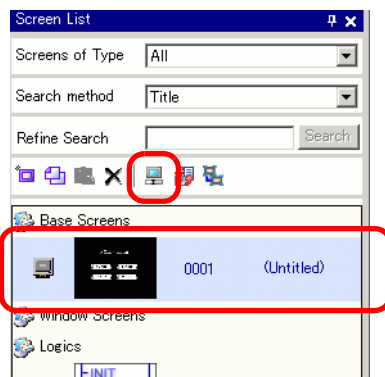 Screen List
Screens of Type All
Search method Title
Refine Search Search
Base Screens
0001 (Untitled)
Window Screens
Logics
INIT